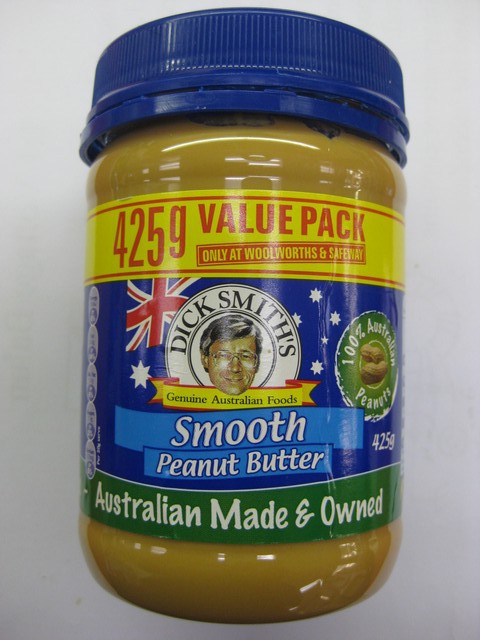 425g VALUE PACK
ONLY AT WOOLWORTHS & SAFEWAY
DICK SMITH'S
Genuine Australian Foods
100% Australian Peanuts
Smooth
Peanut Butter
425g
Australian Made & Owned